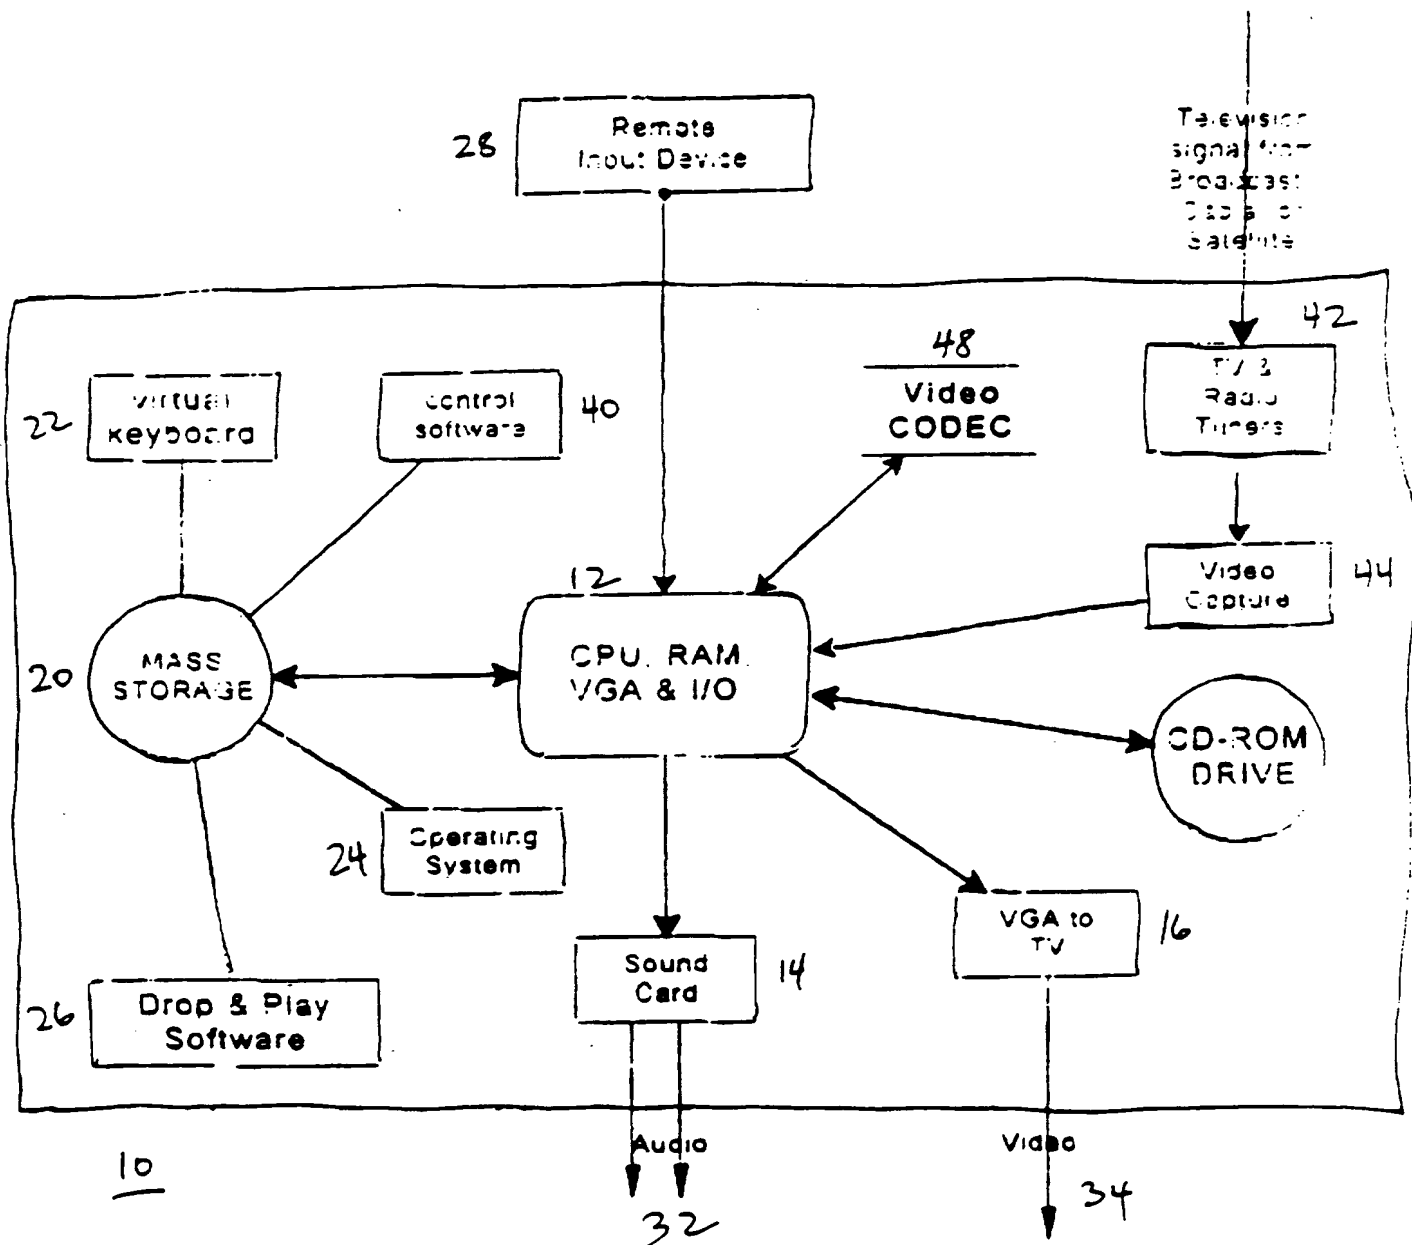 28
Remote
Input Device
Television
signal from
Broadcast
Cable or
Satellite
42
48
22
Virtual
keyboard
control
software
40
Video
CODEC
TV &
Radio
Tuners
12
Video
Capture
44
20
MASS
STORAGE
CPU, RAM,
VGA & I/O
CD-ROM
DRIVE
24
Operating
System
VGA to
TV
16
26
Drop & Play
Software
Sound
Card
14
Audio
Video
10
32
34